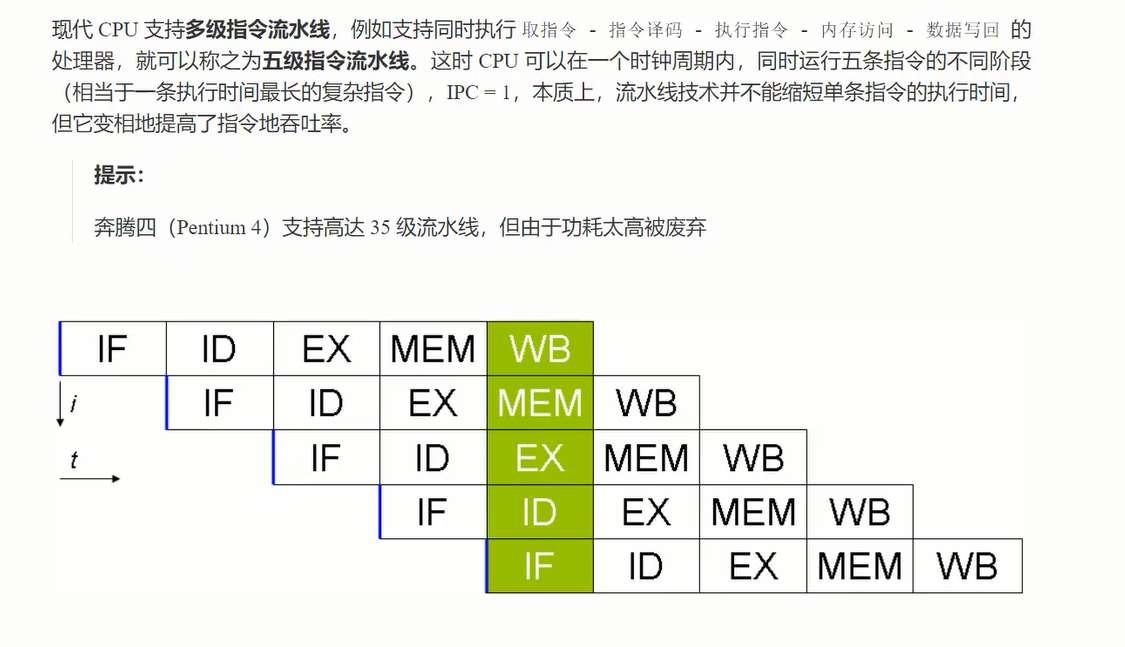 现代 CPU 支持多级指令流水线，例如支持同时执行 取指令 - 指令译码 - 执行指令 - 内存访问 - 数据写回 的
处理器，就可以称之为五级指令流水线。这时 CPU 可以在一个时钟周期内，同时运行五条指令的不同阶段
（相当于一条执行时间最长的复杂指令），IPC = 1，本质上，流水线技术并不能缩短单条指令的执行时间，
但它变相地提高了指令地吞吐率。
提示：
奔腾四（Pentium 4）支持高达 35 级流水线，但由于功耗太高被废弃
IF ID EX MEM WB
i IF ID EX MEM WB
t IF ID EX MEM WB
IF ID EX MEM WB
IF ID EX MEM WB